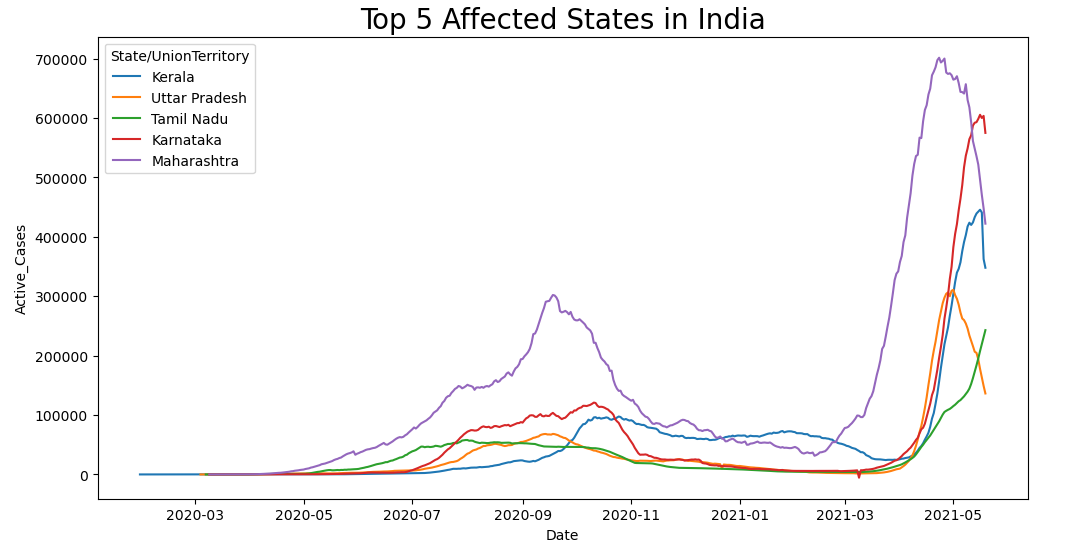 Top 5 Affected States in India
State/UnionTerritory
Kerala
Uttar Pradesh
Tamil Nadu
Karnataka
Maharashtra
700000
600000
500000
400000
300000
200000
100000
0
Active_Cases
2020-03
2020-05
2020-07
2020-09
2020-11
2021-01
2021-03
2021-05
Date